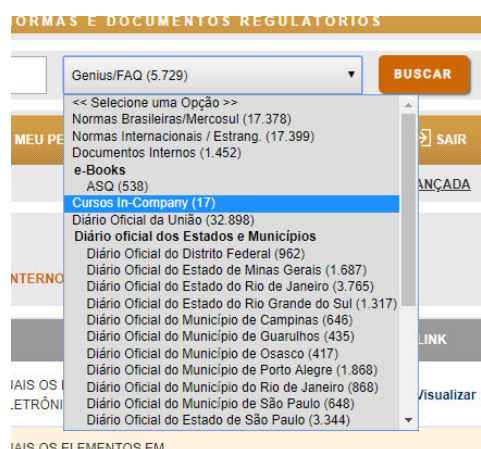 ORMAS E DOCUMENTOS REGULATÓRIOS
Genius/FAQ (5.729)
BUSCAR
<< Selecione uma Opção >>
Normas Brasileiras/Mercosul (17.378)
Normas Internacionais / Estrang. (17.399)
Documentos Internos (1.452)
e-Books
ASQ (538)
Cursos In-Company (17)
Diário Oficial da União (32.898)
Diário oficial dos Estados e Municípios
Diário Oficial do Distrito Federal (962)
Diário Oficial do Estado de Minas Gerais (1.687)
Diário Oficial do Estado do Rio de Janeiro (3.765)
Diário Oficial do Estado do Rio Grande do Sul (1.317)
Diário Oficial do Município de Campinas (646)
Diário Oficial do Município de Guarulhos (435)
Diário Oficial do Município de Osasco (417)
Diário Oficial do Município de Porto Alegre (1.868)
Diário Oficial do Município do Rio de Janeiro (868)
Diário Oficial do Município de São Paulo (648)
Diário Oficial do Estado de São Paulo (3.344)
MEU PE
SAIR
ANÇADA
NTERNO
LINK
UAIS OS
LETRÔNI
Visualizar
UAIS OS ELEMENTOS EM